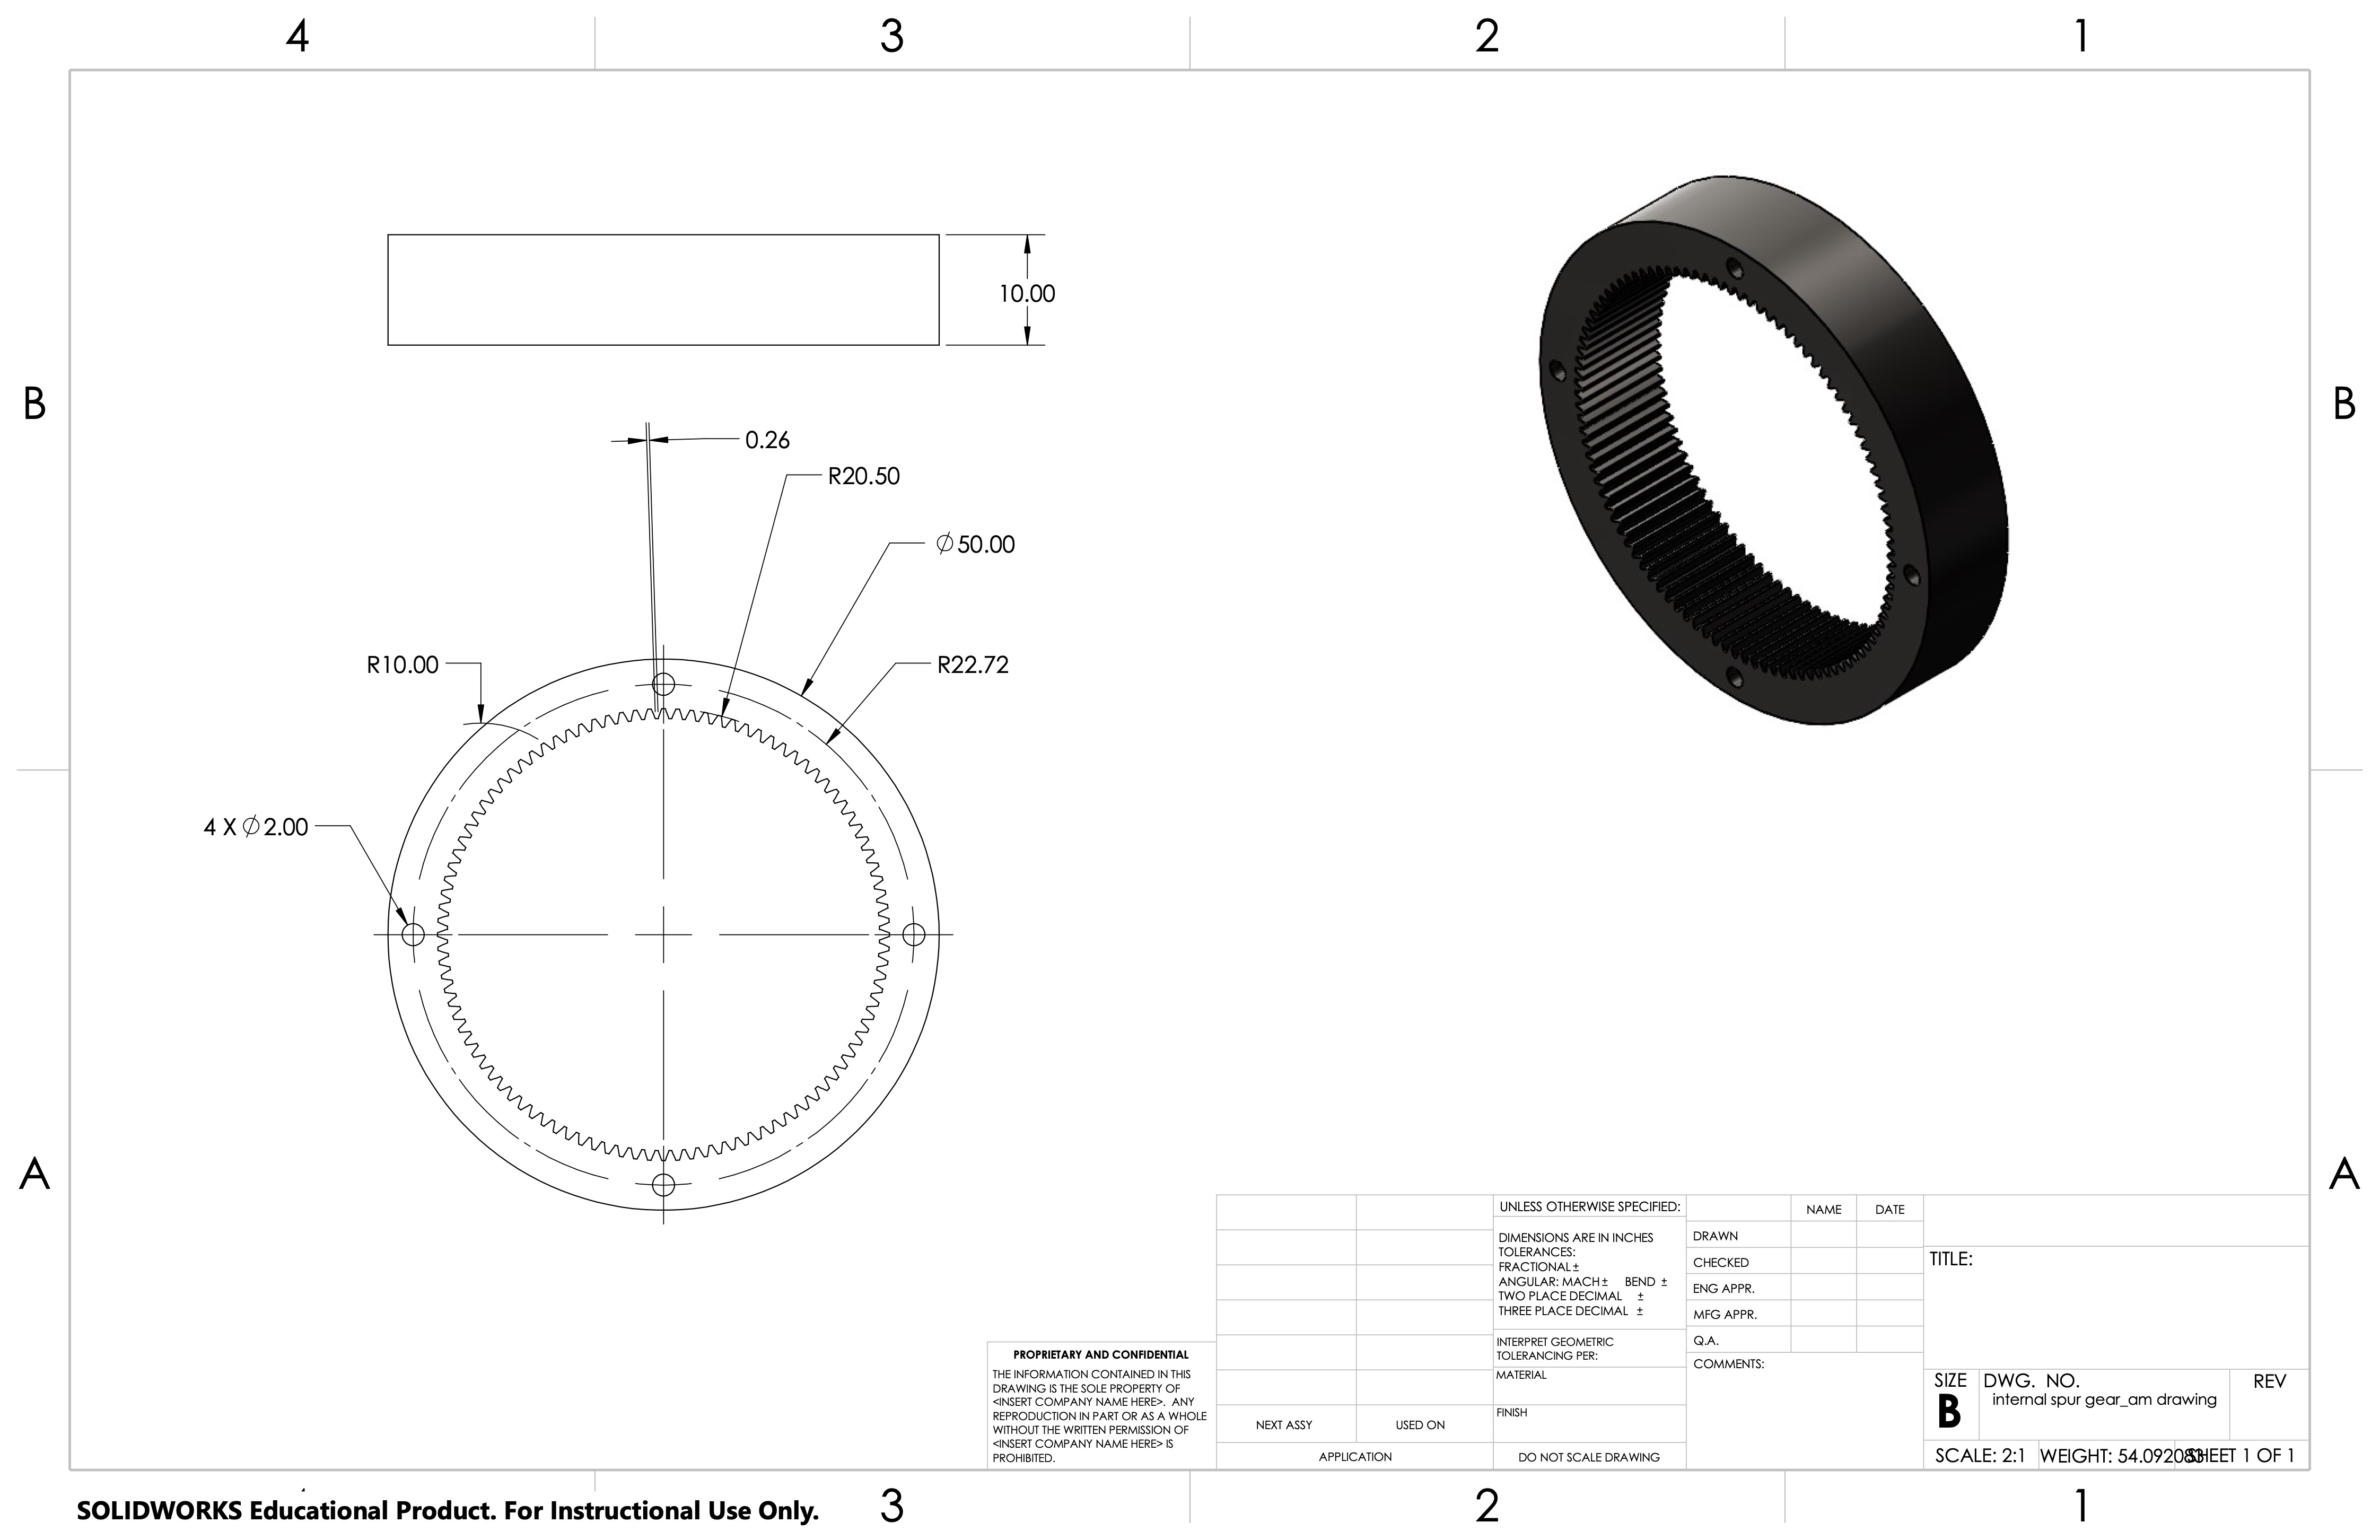 4 3 2 1
10.00
B B
0.26
R20.50
⌀50.00
R10.00
R22.72
4 X ⌀2.00
A A
UNLESS OTHERWISE SPECIFIED:
DIMENSIONS ARE IN INCHES
TOLERANCES:
FRACTIONAL±
ANGULAR: MACH± BEND ±
TWO PLACE DECIMAL ±
THREE PLACE DECIMAL ±
INTERPRET GEOMETRIC
TOLERANCING PER:
MATERIAL
FINISH
DO NOT SCALE DRAWING
NAME DATE
DRAWN
CHECKED
ENG APPR.
MFG APPR.
Q.A.
COMMENTS:
TITLE:
SIZE DWG. NO. REV
B internal spur gear_am drawing
SCALE: 2:1 WEIGHT: 54.092083 SHEET 1 OF 1
PROPRIETARY AND CONFIDENTIAL
THE INFORMATION CONTAINED IN THIS
DRAWING IS THE SOLE PROPERTY OF
<INSERT COMPANY NAME HERE>. ANY
REPRODUCTION IN PART OR AS A WHOLE
WITHOUT THE WRITTEN PERMISSION OF
<INSERT COMPANY NAME HERE> IS
PROHIBITED.
NEXT ASSY USED ON
APPLICATION
SOLIDWORKS Educational Product. For Instructional Use Only.
3 2 1